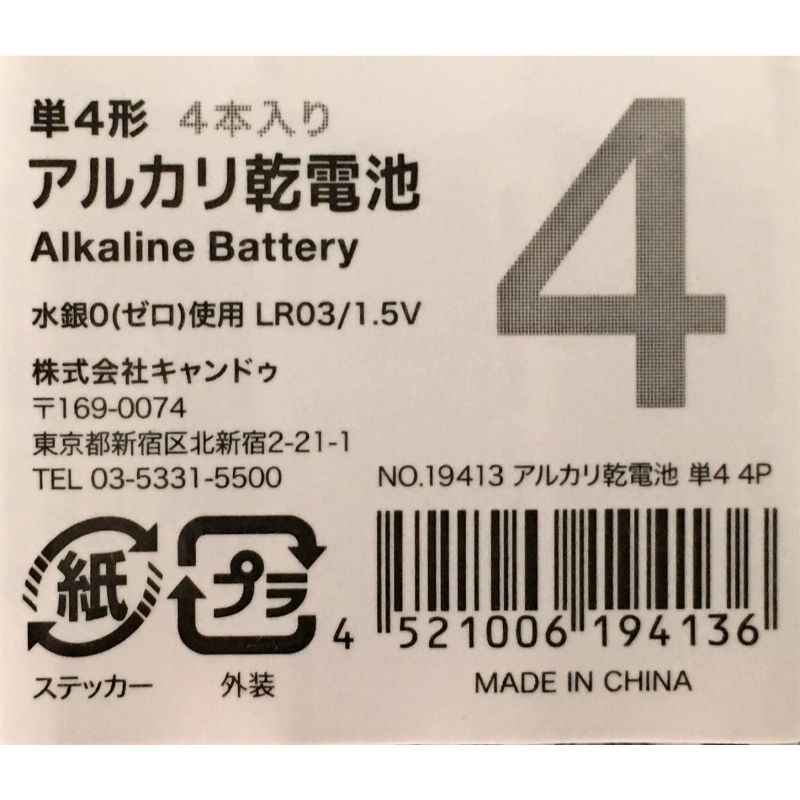 単4形 4本入り
アルカリ乾電池
Alkaline Battery
4
水銀0(ゼロ)使用 LR03/1.5V
株式会社キャンドゥ
〒169-0074
東京都新宿区北新宿2-21-1
TEL 03-5331-5500
NO.19413 アルカリ乾電池 単4 4P
紙
ステッカー
プラ
外装
4 521006 194136
MADE IN CHINA